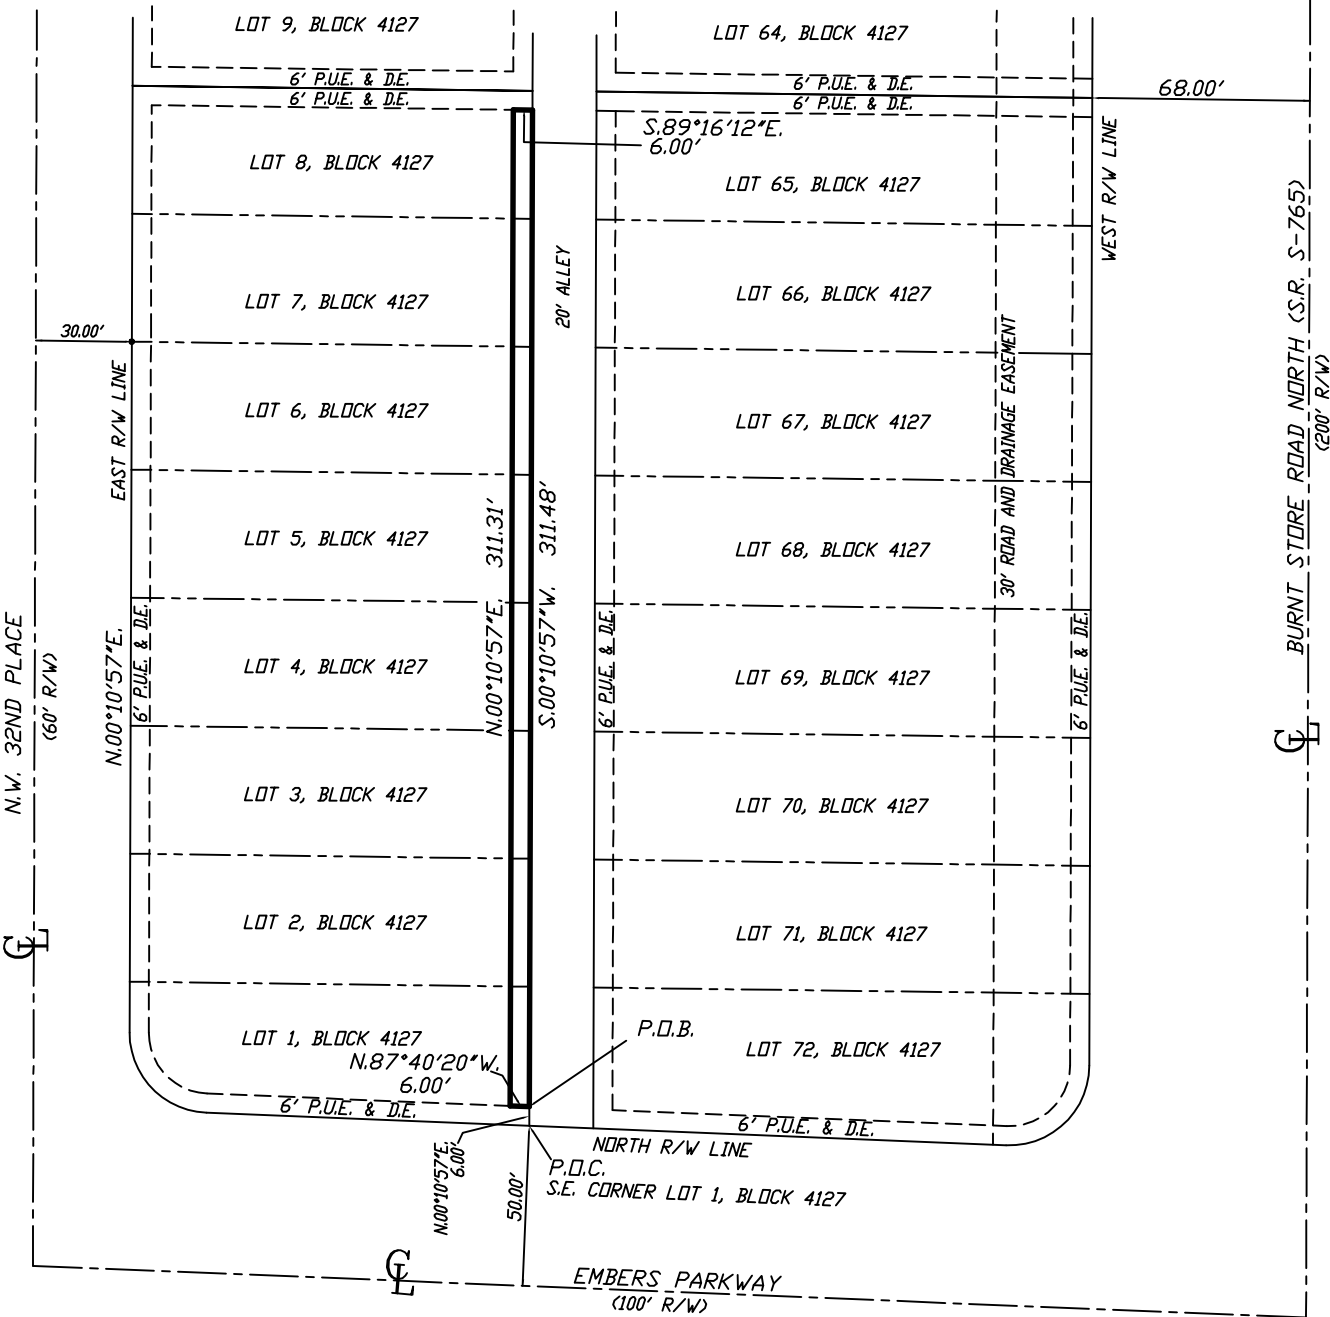 LOT 9, BLOCK 4127
LOT 64, BLOCK 4127
6' P.U.E. & D.E.
6' P.U.E. & D.E.
6' P.U.E. & D.E.
6' P.U.E. & D.E.
68.00'
S.89°16'12"E.
6.00'
LOT 8, BLOCK 4127
LOT 65, BLOCK 4127
WEST R/W LINE
20' ALLEY
LOT 7, BLOCK 4127
LOT 66, BLOCK 4127
30.00'
EAST R/W LINE
LOT 6, BLOCK 4127
LOT 67, BLOCK 4127
30' ROAD AND DRAINAGE EASEMENT
BURNT STORE ROAD NORTH (S.R. S-765)
(200' R/W)
LOT 5, BLOCK 4127
N.00°10'57"E. 311.31'
S.00°10'57"W. 311.48'
LOT 68, BLOCK 4127
N.W. 32ND PLACE
(60' R/W)
N.00°10'57"E.
6' P.U.E. & D.E.
LOT 4, BLOCK 4127
6' P.U.E. & D.E.
LOT 69, BLOCK 4127
6' P.U.E. & D.E.
CL
LOT 3, BLOCK 4127
LOT 70, BLOCK 4127
LOT 2, BLOCK 4127
LOT 71, BLOCK 4127
CL
LOT 1, BLOCK 4127
P.O.B.
LOT 72, BLOCK 4127
N.87°40'20"W.
6.00'
6' P.U.E. & D.E.
6' P.U.E. & D.E.
NORTH R/W LINE
N.00°10'57"E.
6.00'
P.O.C.
S.E. CORNER LOT 1, BLOCK 4127
50.00'
CL
EMBERS PARKWAY
(100' R/W)